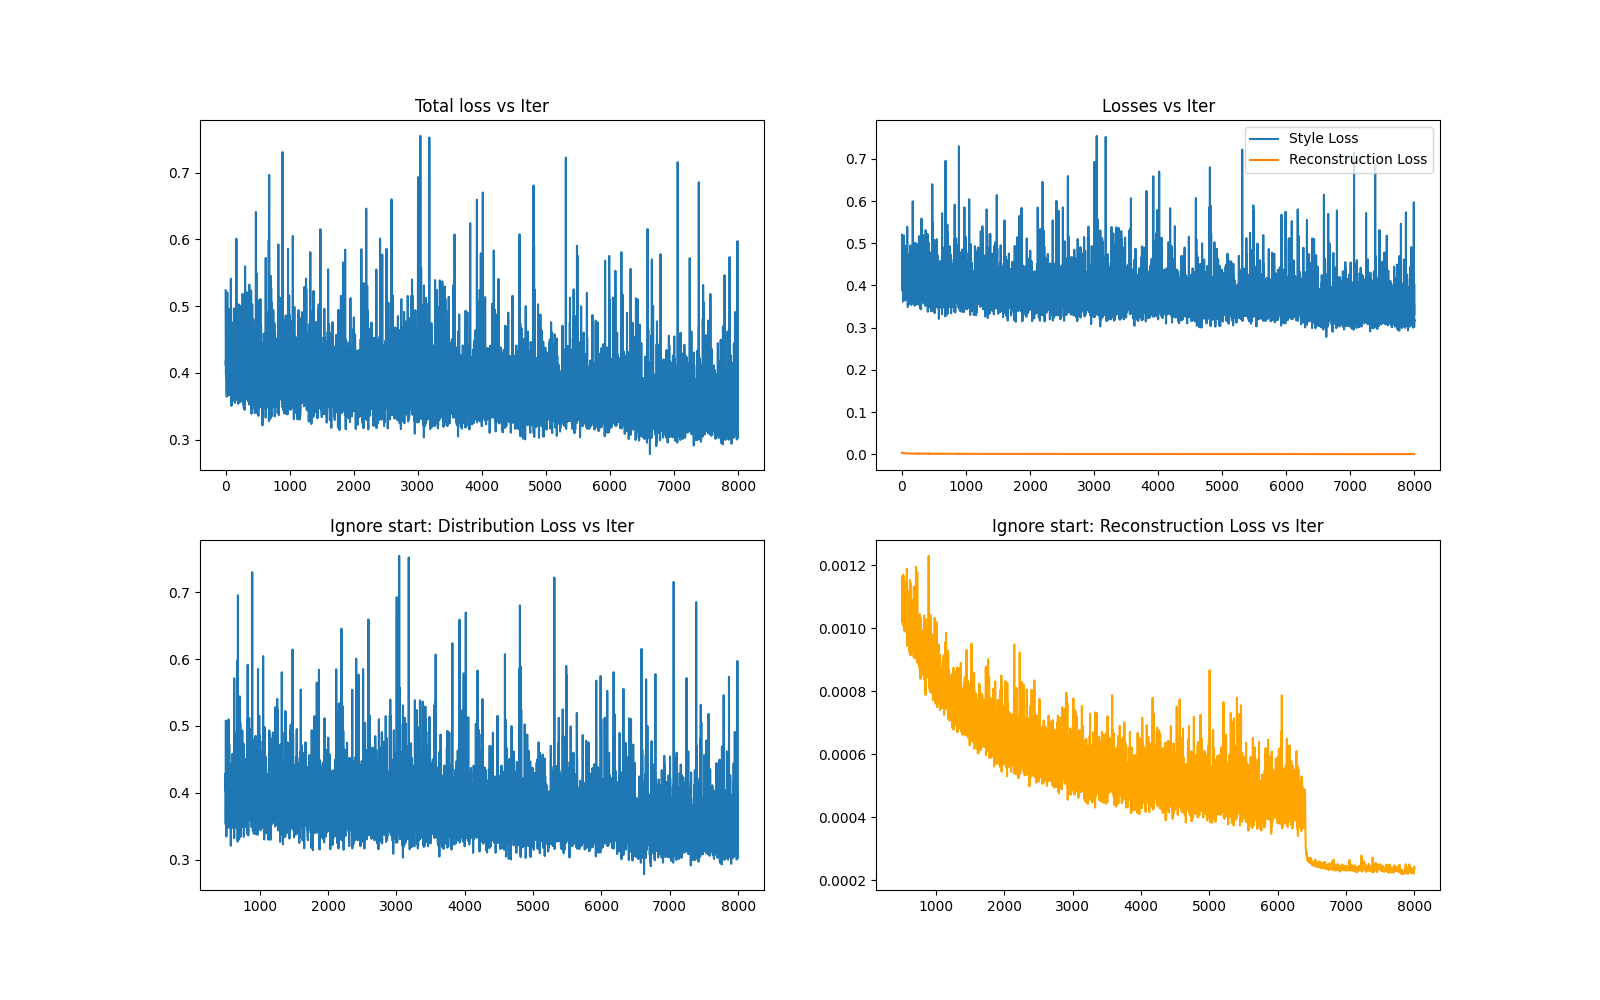 Total loss vs Iter
0.7
0.6
0.5
0.4
0.3
0 1000 2000 3000 4000 5000 6000 7000 8000
Losses vs Iter
Style Loss
Reconstruction Loss
0.7
0.6
0.5
0.4
0.3
0.2
0.1
0.0
0 1000 2000 3000 4000 5000 6000 7000 8000
Ignore start: Distribution Loss vs Iter
0.7
0.6
0.5
0.4
0.3
1000 2000 3000 4000 5000 6000 7000 8000
Ignore start: Reconstruction Loss vs Iter
0.0012
0.0010
0.0008
0.0006
0.0004
0.0002
1000 2000 3000 4000 5000 6000 7000 8000